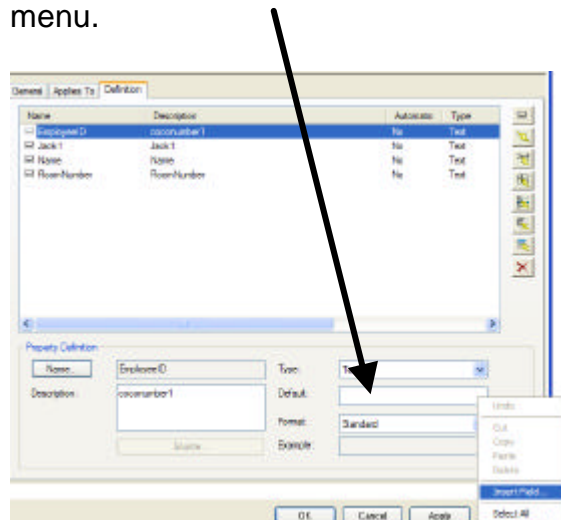 menu.
General Applies To Definition
Name Description Automatic Type
EmployeeID coconumber1 No Text
Jack1 Jack1 No Text
Name Name No Text
RoomNumber RoomNumber No Text
Property Definition
Name... EmployeeID Type:
Description: coconumber1 Default:
Format: Standard
Source Example:
Undo
Cut
Copy
Paste
Delete
Insert Field...
Select All
OK Cancel Apply